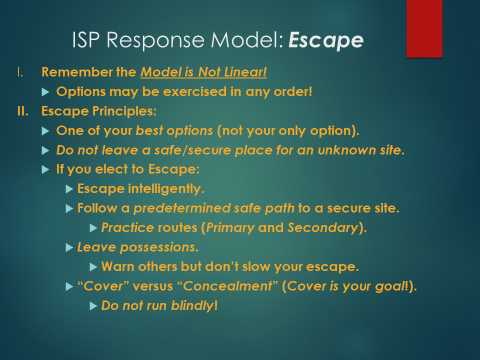 ISP Response Model: Escape
I. Remember the Model is Not Linear!
Options may be exercised in any order!
II. Escape Principles:
One of your best options (not your only option).
Do not leave a safe/secure place for an unknown site.
If you elect to Escape:
Escape intelligently.
Follow a predetermined safe path to a secure site.
Practice routes (Primary and Secondary).
Leave possessions.
Warn others but don't slow your escape.
“Cover” versus “Concealment” (Cover is your goal!).
Do not run blindly!